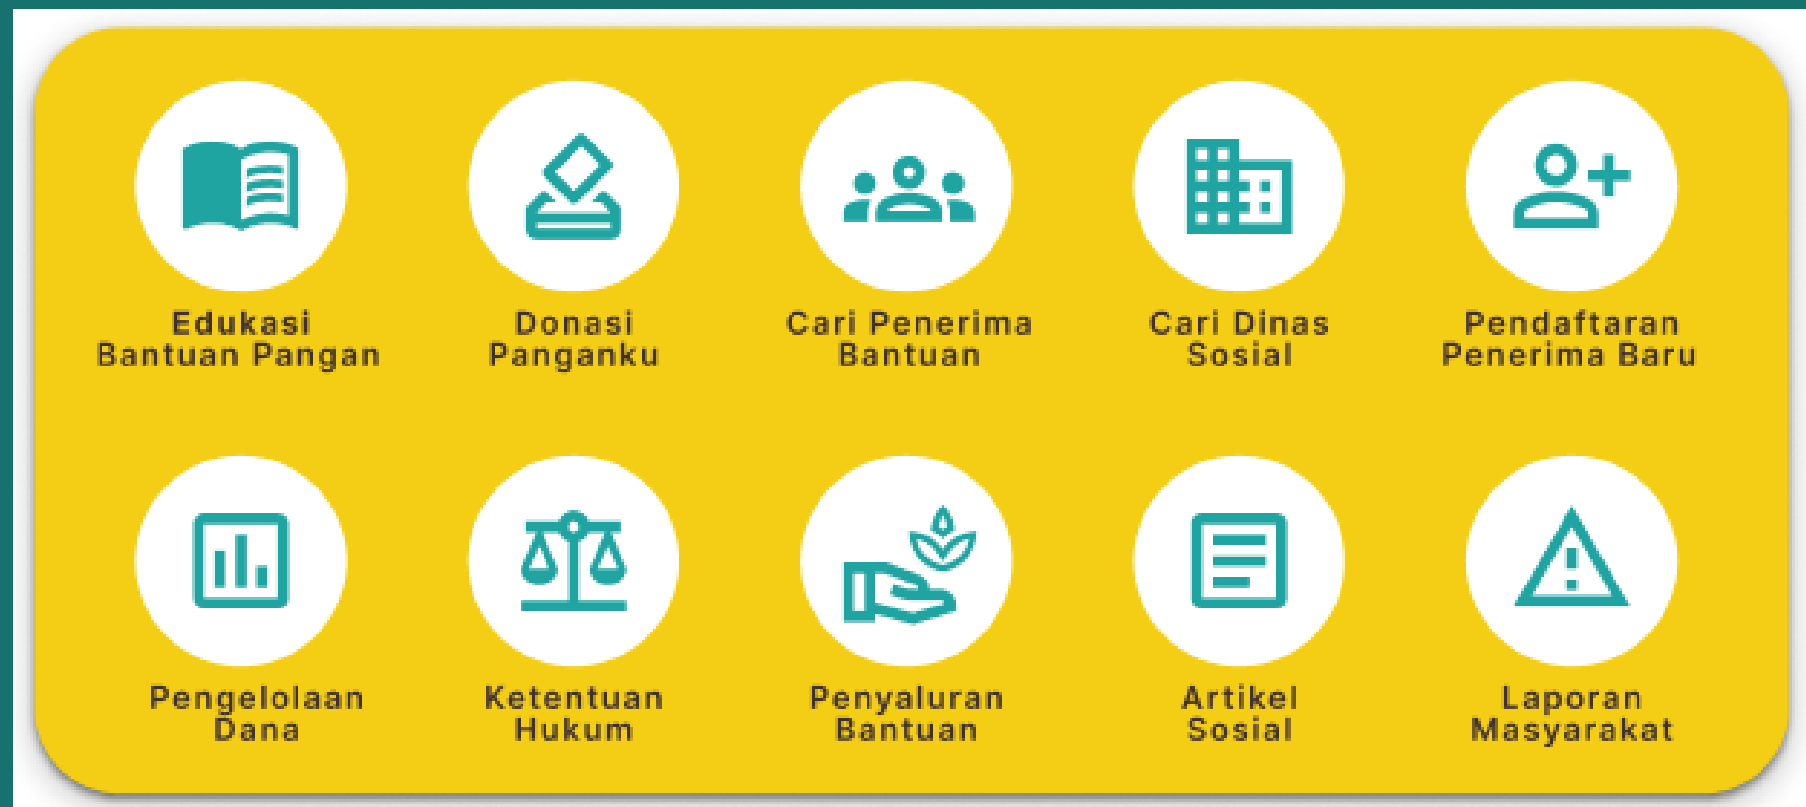 Edukasi
Bantuan Pangan
Donasi
Panganku
Cari Penerima
Bantuan
Cari Dinas
Sosial
Pendaftaran
Penerima Baru
Pengelolaan
Dana
Ketentuan
Hukum
Penyaluran
Bantuan
Artikel
Sosial
Laporan
Masyarakat